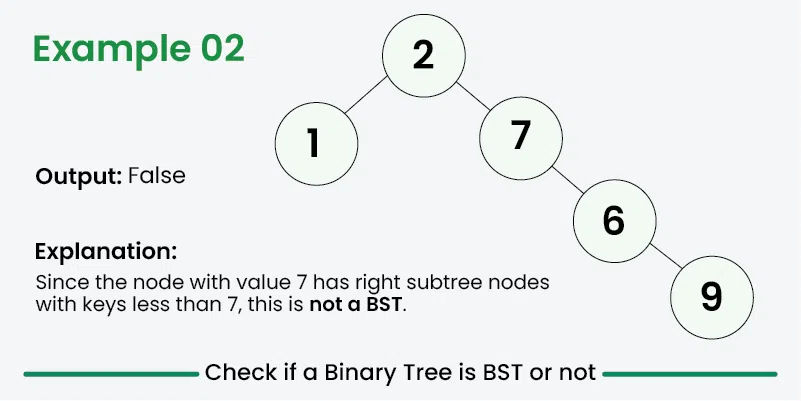 Example 02
2
1
7
Output: False
6
Explanation:
Since the node with value 7 has right subtree nodes
with keys less than 7, this is not a BST.
9
Check if a Binary Tree is BST or not